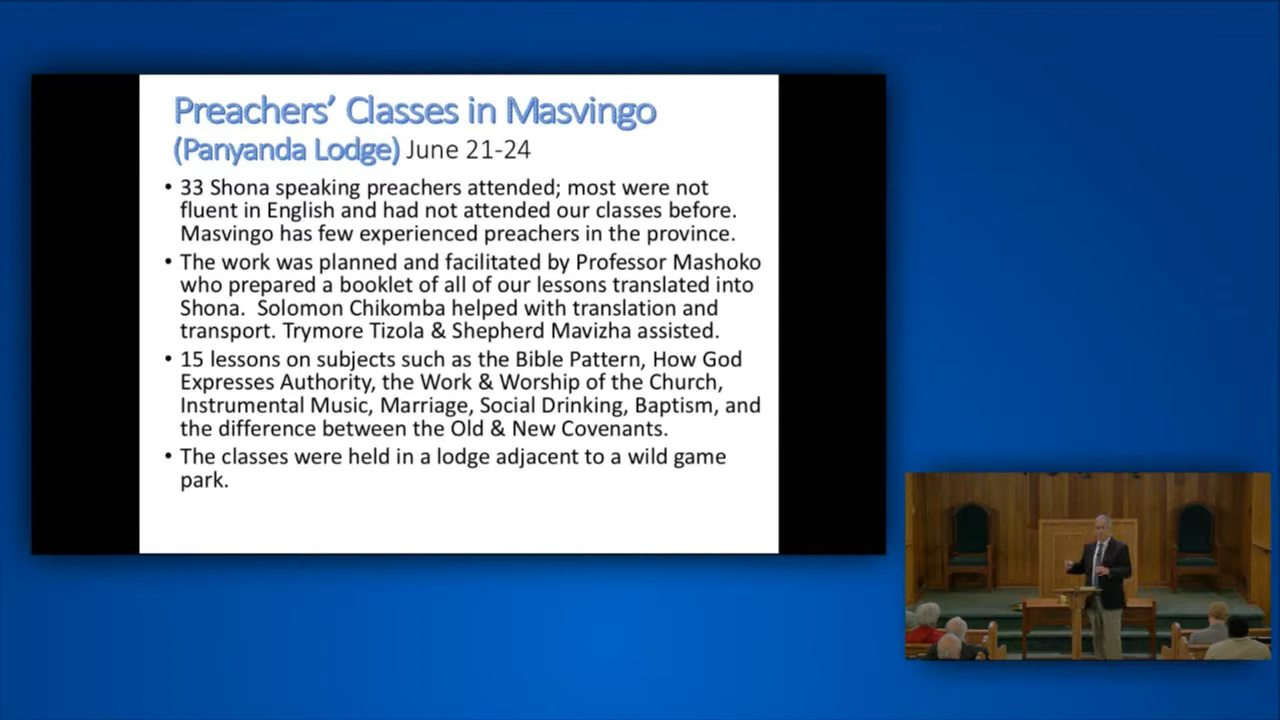 Preachers' Classes in Masvingo
(Panyanda Lodge) June 21-24
• 33 Shona speaking preachers attended; most were not
fluent in English and had not attended our classes before.
Masvingo has few experienced preachers in the province.
• The work was planned and facilitated by Professor Mashoko
who prepared a booklet of all of our lessons translated into
Shona.  Solomon Chikomba helped with translation and
transport. Trymore Tizola & Shepherd Mavizha assisted.
• 15 lessons on subjects such as the Bible Pattern, How God
Expresses Authority, the Work & Worship of the Church,
Instrumental Music, Marriage, Social Drinking, Baptism, and
the difference between the Old & New Covenants.
• The classes were held in a lodge adjacent to a wild game
park.